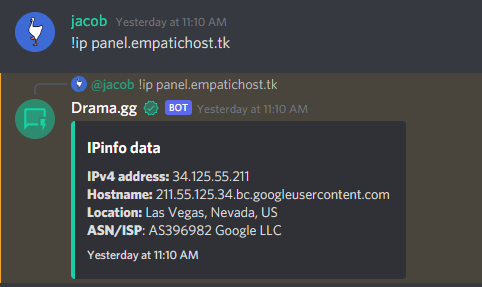 jacob Yesterday at 11:10 AM
!ip panel.empatichost.tk
@jacob !ip panel.empatichost.tk
Drama.gg BOT Yesterday at 11:10 AM
IPinfo data
IPv4 address: 34.125.55.211
Hostname: 211.55.125.34.bc.googleusercontent.com
Location: Las Vegas, Nevada, US
ASN/ISP: AS396982 Google LLC
Yesterday at 11:10 AM